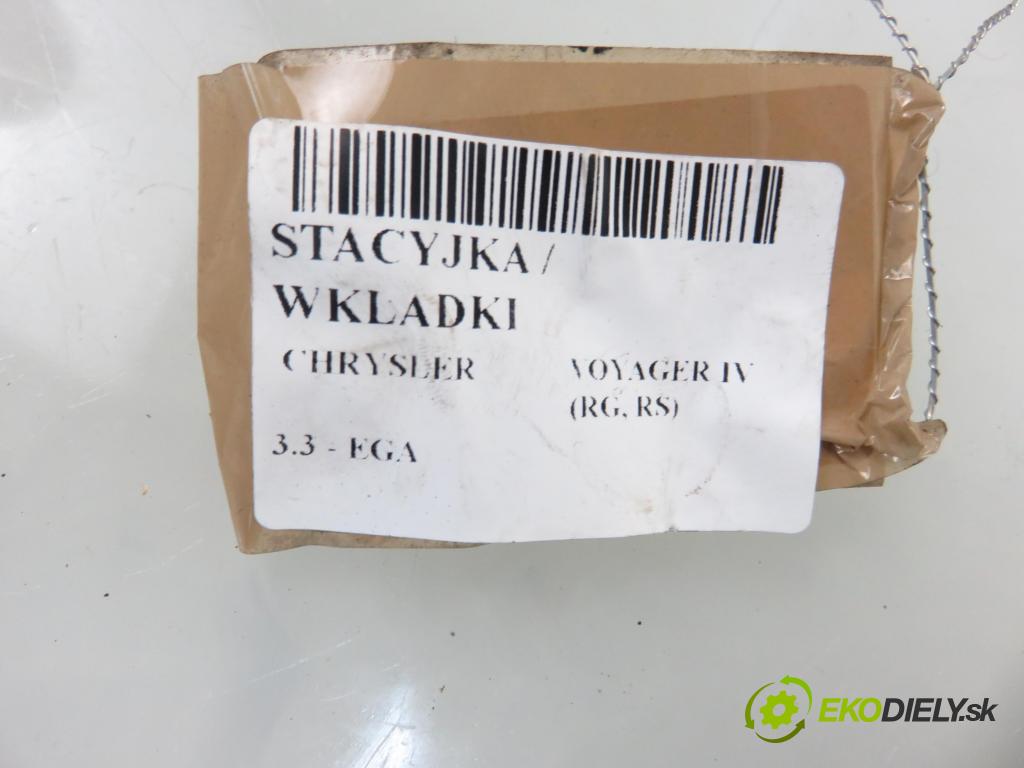 STACYJKA /
WKLADKI
CHRYSLER VOYAGER IV
(RG, RS)
3.3 - EGA
EKODIELY.sk